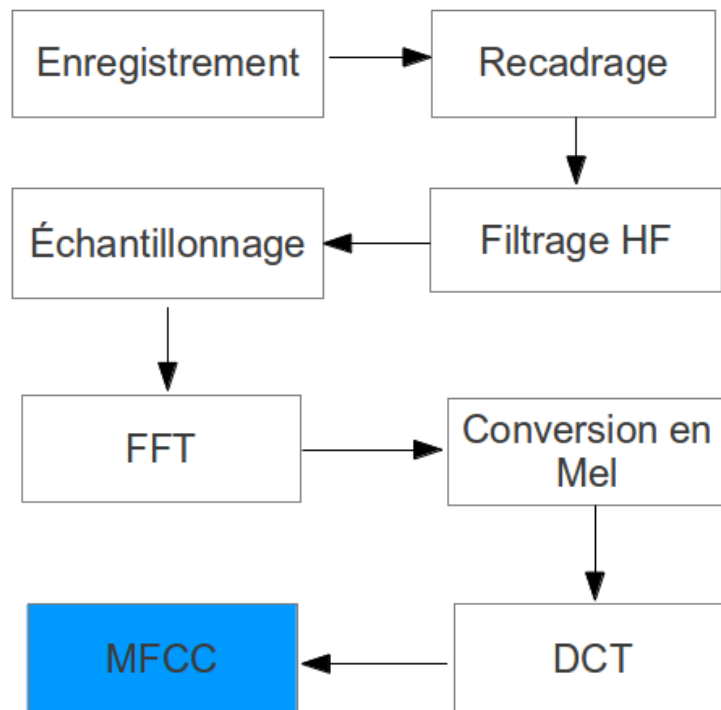 Enregistrement
Recadrage
Filtrage HF
Échantillonnage
FFT
Conversion en
Mel
DCT
MFCC